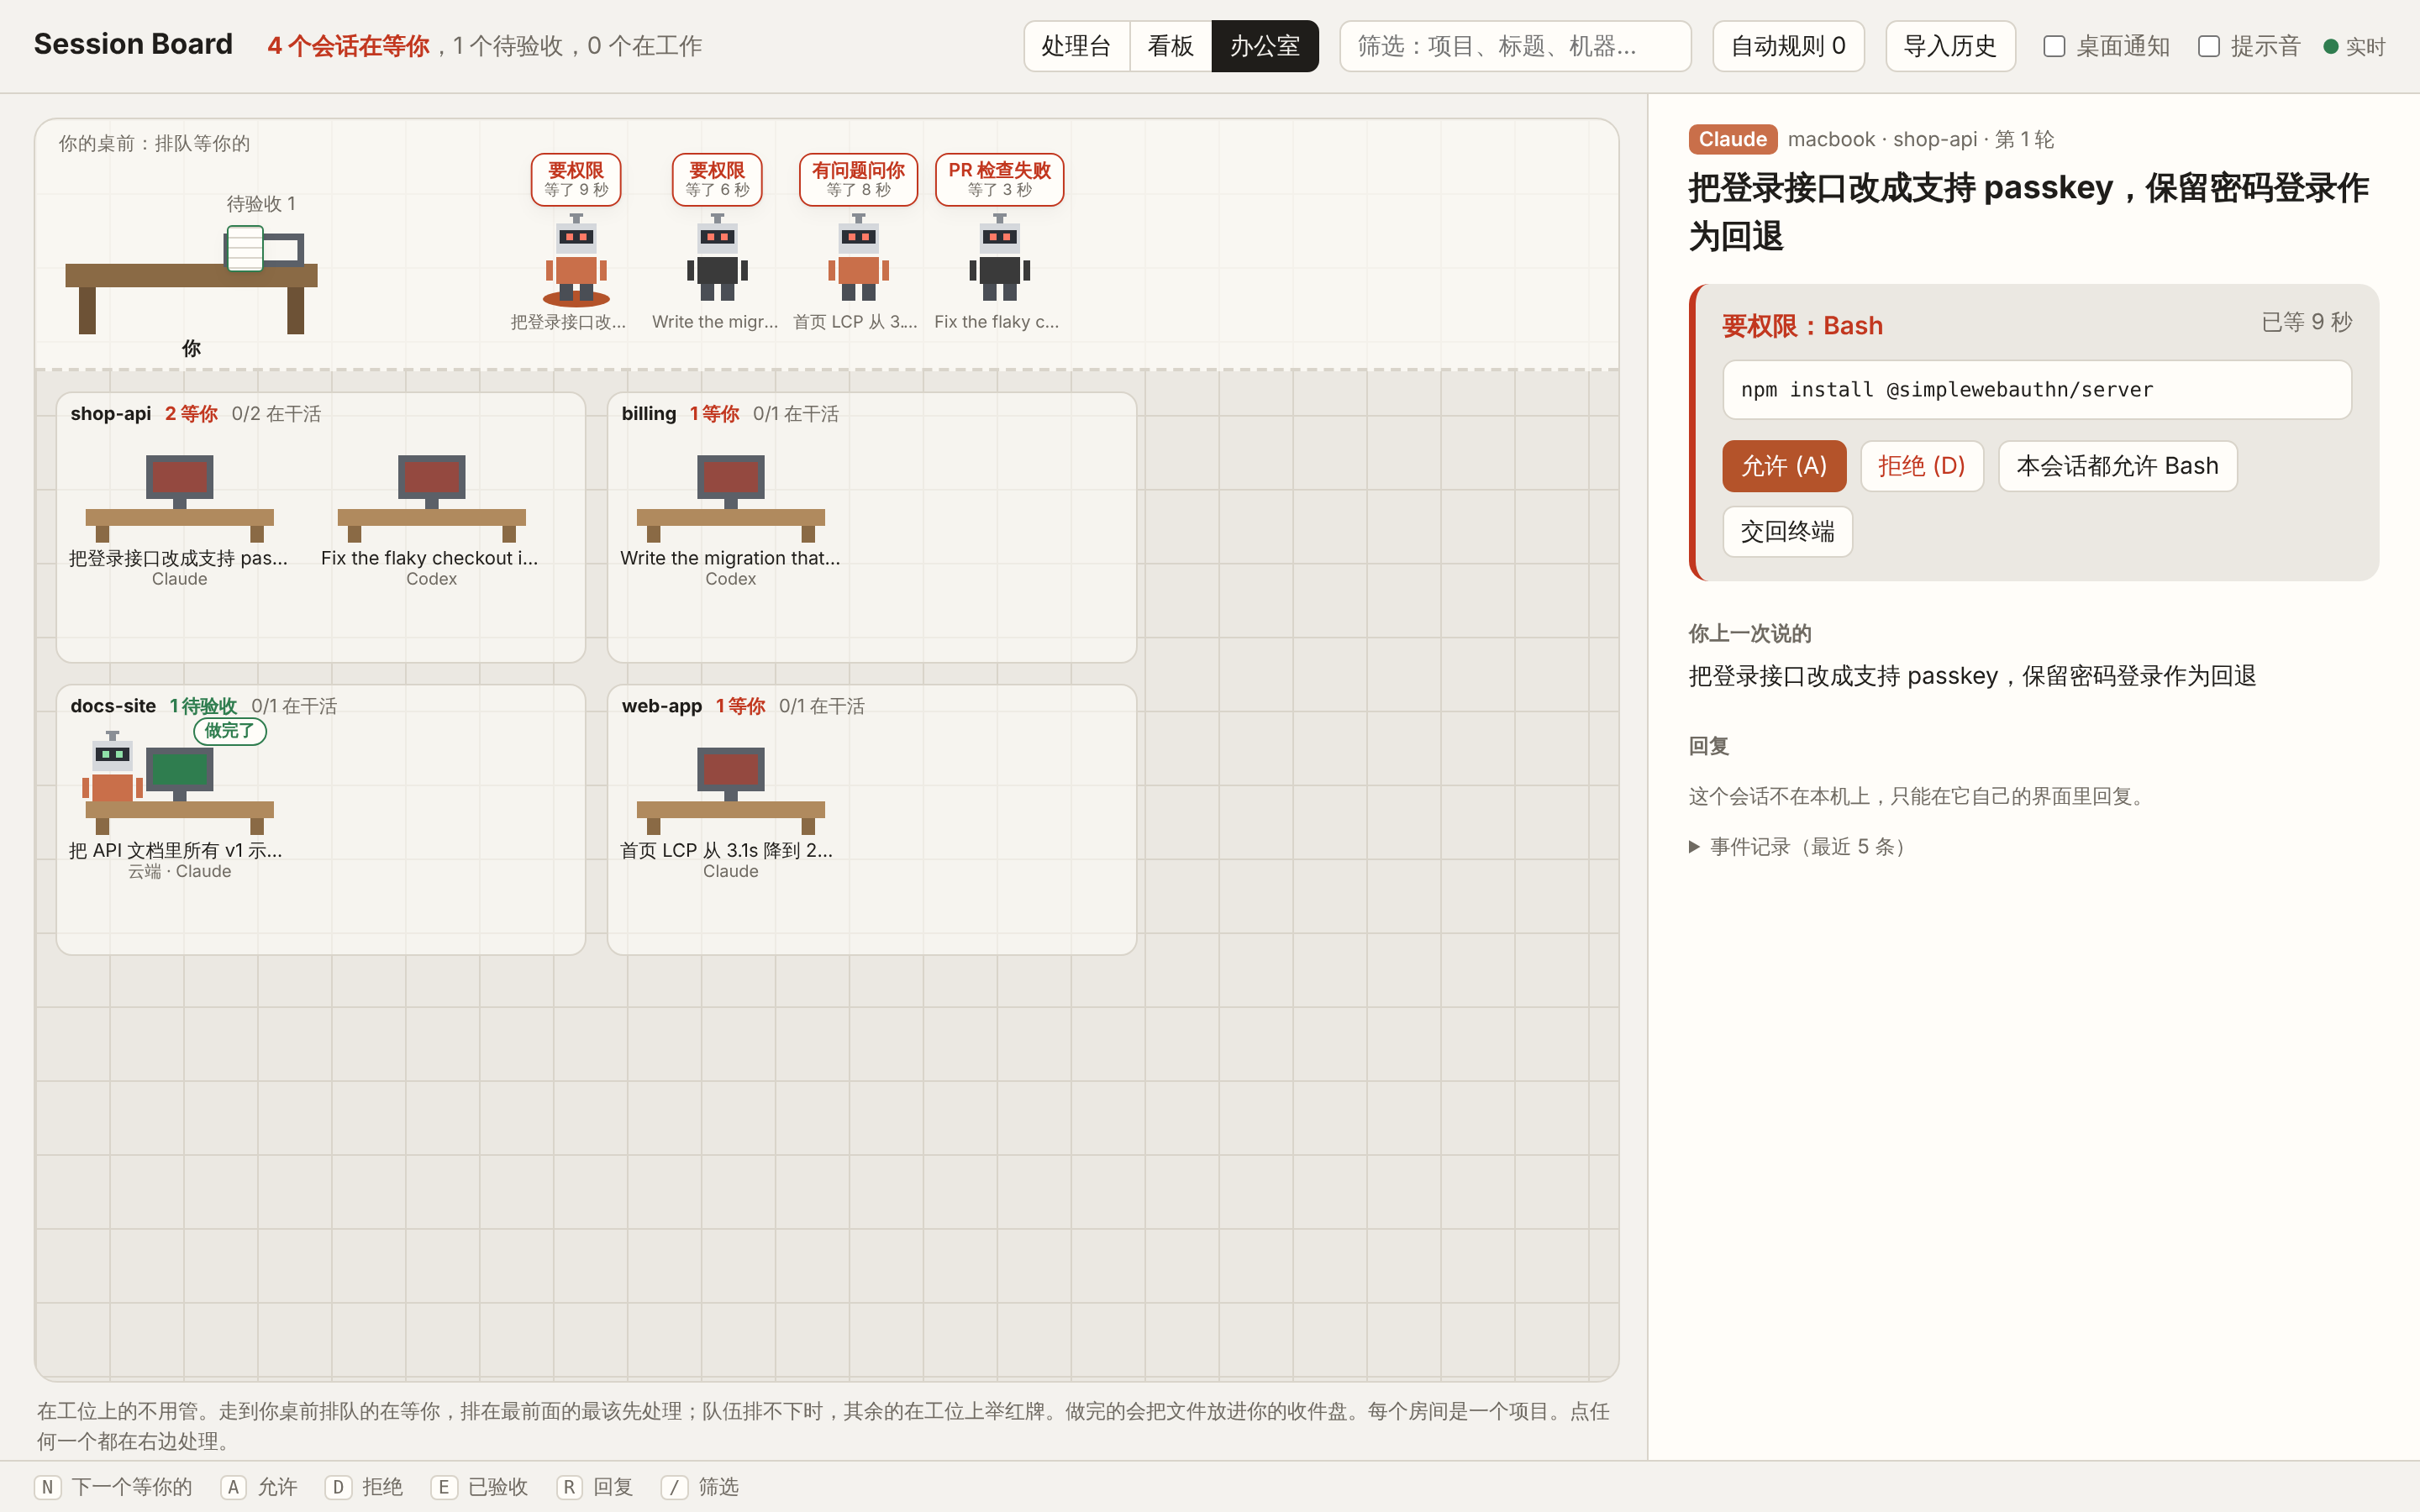 Session Board
4 个会话在等你，1 个待验收，0 个在工作
处理台 看板 办公室
筛选：项目、标题、机器...
自动规则 0
导入历史
桌面通知
提示音
实时
你的桌前：排队等你的
待验收 1
你
要权限
等了 9 秒
把登录接口改...
要权限
等了 6 秒
Write the migr...
有问题问你
等了 8 秒
首页 LCP 从 3....
PR 检查失败
等了 3 秒
Fix the flaky c...
shop-api 2 等你 0/2 在干活
把登录接口改成支持 pas...
Claude
Fix the flaky checkout i...
Codex
billing 1 等你 0/1 在干活
Write the migration that...
Codex
docs-site 1 待验收 0/1 在干活
做完了
把 API 文档里所有 v1 示...
云端 · Claude
web-app 1 等你 0/1 在干活
首页 LCP 从 3.1s 降到 2...
Claude
在工位上的不用管。走到你桌前排队的在等你，排在最前面的最该先处理；队伍排不下时，其余的在工位上举红牌。做完的会把文件放进你的收件盘。每个房间是一个项目。点任
何一个都在右边处理。
Claude macbook · shop-api · 第 1 轮
把登录接口改成支持 passkey，保留密码登录作
为回退
要权限：Bash
已等 9 秒
npm install @simplewebauthn/server
允许 (A)
拒绝 (D)
本会话都允许 Bash
交回终端
你上一次说的
把登录接口改成支持 passkey，保留密码登录作为回退
回复
这个会话不在本机上，只能在它自己的界面里回复。
事件记录（最近 5 条）
N 下一个等你的 A 允许 D 拒绝 E 已验收 R 回复 / 筛选